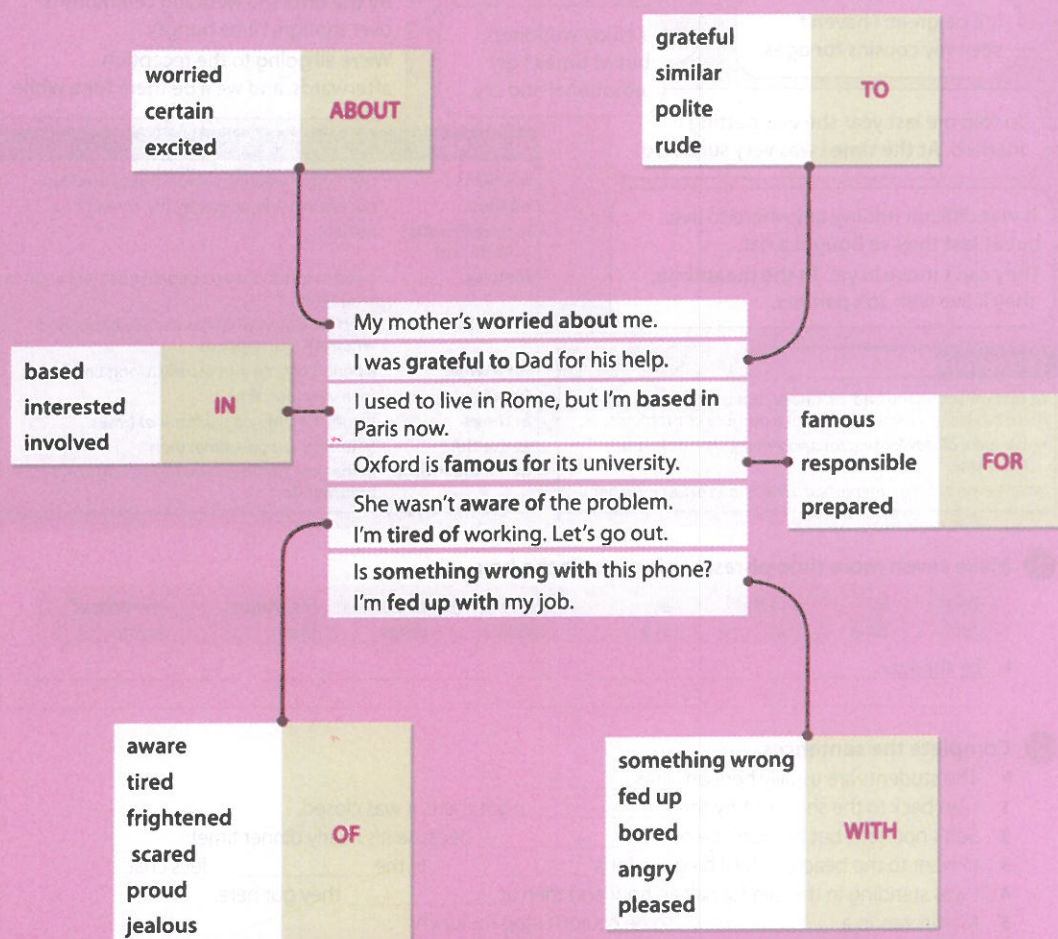 worried
certain
excited
ABOUT
grateful
similar
polite
rude
TO
My mother's worried about me.
I was grateful to Dad for his help.
based
interested
involved
IN
I used to live in Rome, but I'm based in
Paris now.
Oxford is famous for its university.
famous
responsible
prepared
FOR
She wasn't aware of the problem.
I'm tired of working. Let's go out.
Is something wrong with this phone?
I'm fed up with my job.
aware
tired
frightened
scared
proud
jealous
OF
something wrong
fed up
bored
angry
pleased
WITH